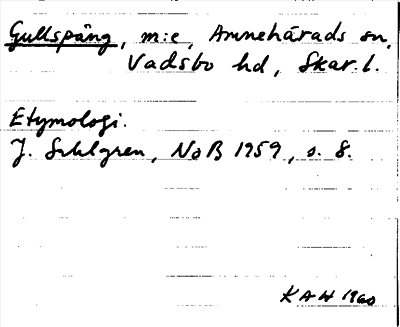 Gullspång, m:e, Amnehärads sn,
Vadsbo hd, Skar. l.
Etymologi.
J. Sahlgren, NoB 1959, s. 8.
KAH 1960